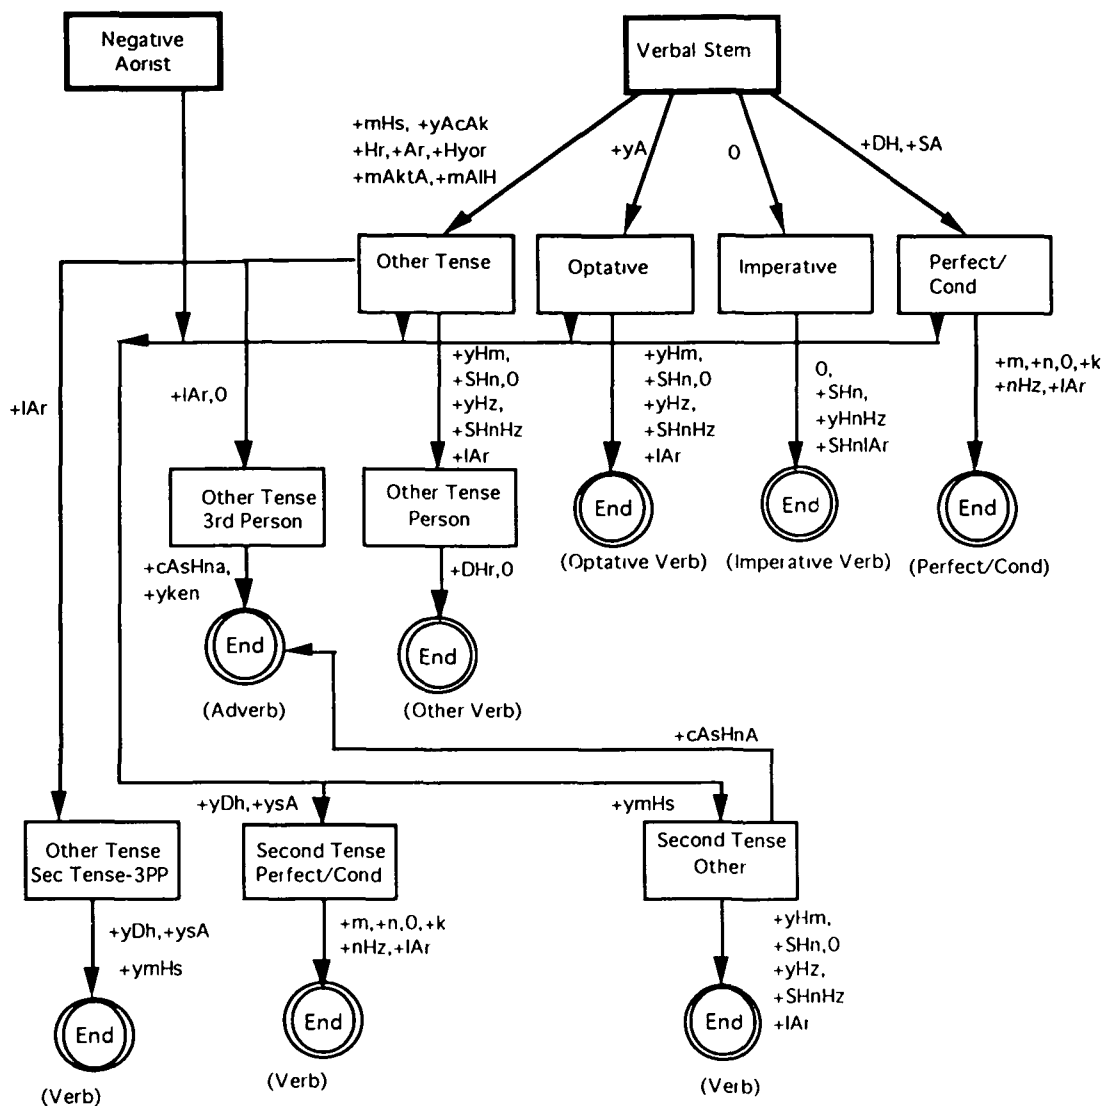 Negative
Aorist
Verbal Stem
+mHs, +yAcAk
+Hr, +Ar, +Hyor
+mAktA, +mAlH
+yA
0
+DH, +SA
Other Tense
Optative
Imperative
Perfect/
Cond
+lAr
+lAr,0
+yHm,
+SHn,0
+yHz,
+SHnHz
+lAr
+yHm,
+SHn,0
+yHz,
+SHnHz
+lAr
0,
+SHn,
+yHnHz
+SHnlAr
+m,+n,0,+k
+nHz,+lAr
Other Tense
3rd Person
Other Tense
Person
End
(Optative Verb)
End
(Imperative Verb)
End
(Perfect/Cond)
+cAsHna,
+yken
+DHr,0
End
(Adverb)
End
(Other Verb)
+cAsHnA
+yDh,+ysA
+ymHs
Other Tense
Sec Tense-3PP
Second Tense
Perfect/Cond
Second Tense
Other
+yDh,+ysA
+ymHs
+m,+n,0,+k
+nHz,+lAr
+yHm,
+SHn,0
+yHz,
+SHnHz
+lAr
End
(Verb)
End
(Verb)
End
(Verb)